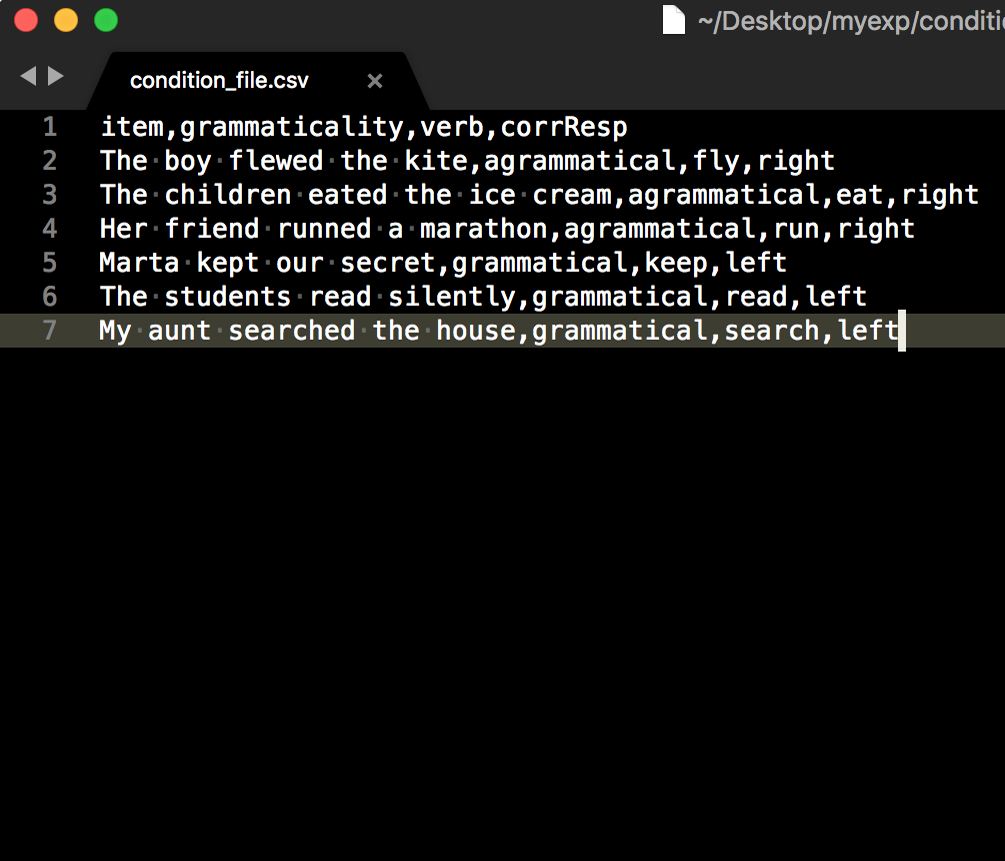 ~/Desktop/myexp/conditi
condition_file.csv
1 item,grammaticality,verb,corrResp
2 The boy flewed the kite,agrammatical,fly,right
3 The children eated the ice cream,agrammatical,eat,right
4 Her friend runned a marathon,agrammatical,run,right
5 Marta kept our secret,grammatical,keep,left
6 The students read silently,grammatical,read,left
7 My aunt searched the house,grammatical,search,left